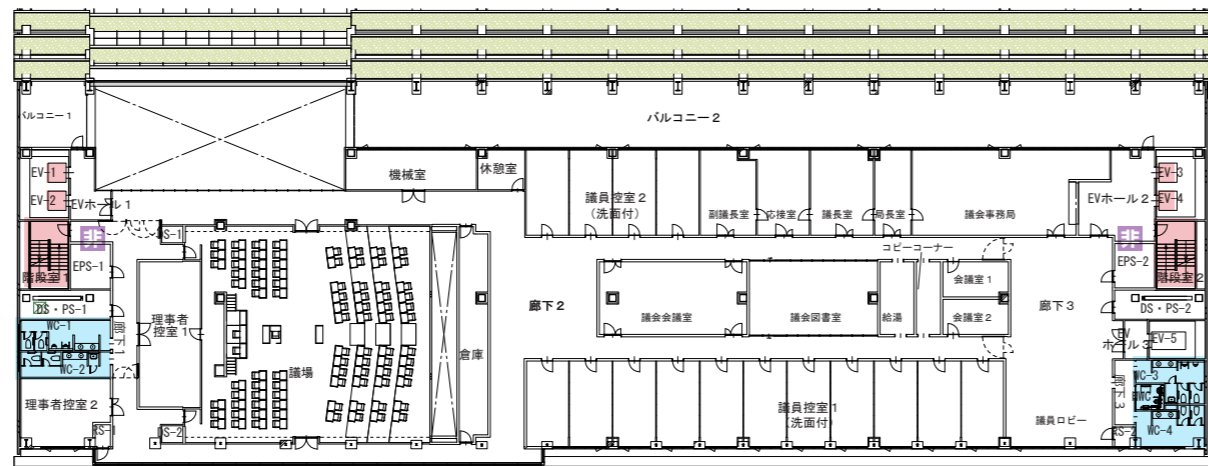 バルコニー1
バルコニー2
EV-1
EV-2
EVホール1
機械室
休憩室
議員控室2
(洗面付)
副議長室
応接室
議長室
局長室
議会事務局
EVホール2
EV-3
EV-4
非
階段室1
EPS-1
DS・PS-1
理事者
控室1
議場
倉庫
廊下2
議会会議室
議会図書室
給湯
コピーコーナー
会議室1
会議室2
廊下3
非
EPS-2
階段室2
DS・PS-2
EV
ホール3
EV-5
WC-1
WC-2
廊下1
理事者控室2
議員控室1
(洗面付)
議員ロビー
廊下3
WC-3
WC-4